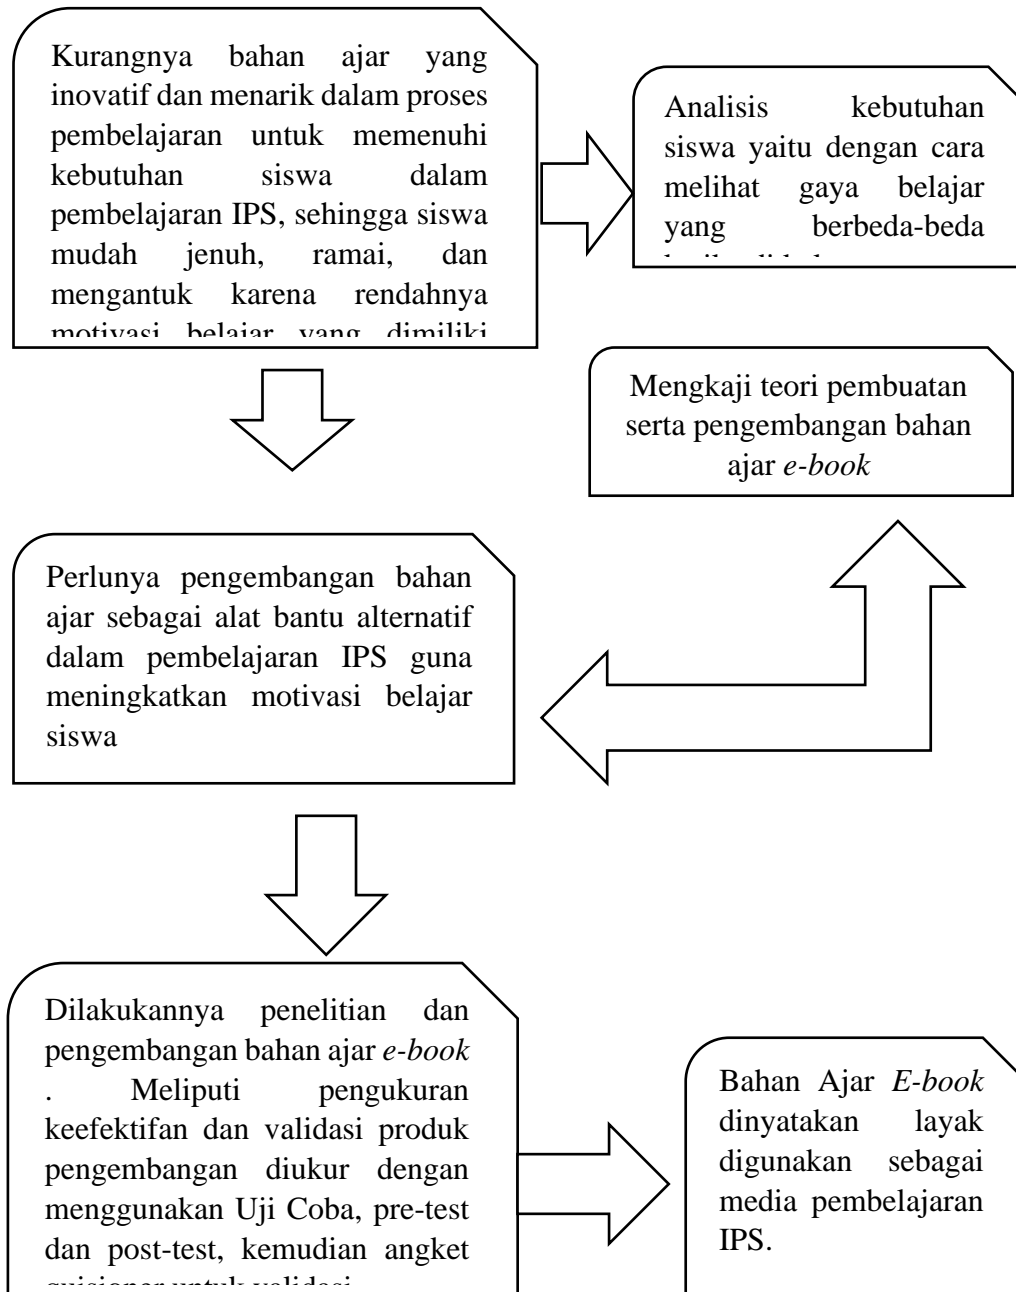 Kurangnya bahan ajar yang
inovatif dan menarik dalam proses
pembelajaran untuk memenuhi
kebutuhan siswa dalam
pembelajaran IPS, sehingga siswa
mudah jenuh, ramai, dan
mengantuk karena rendahnya
motivasi belajar yang dimiliki
Analisis kebutuhan
siswa yaitu dengan cara
melihat gaya belajar
yang berbeda-beda
Mengkaji teori pembuatan
serta pengembangan bahan
ajar e-book
Perlunya pengembangan bahan
ajar sebagai alat bantu alternatif
dalam pembelajaran IPS guna
meningkatkan motivasi belajar
siswa
Dilakukannya penelitian dan
pengembangan bahan ajar e-book
. Meliputi pengukuran
keefektifan dan validasi produk
pengembangan diukur dengan
menggunakan Uji Coba, pre-test
dan post-test, kemudian angket
Bahan Ajar E-book
dinyatakan layak
digunakan sebagai
media pembelajaran
IPS.